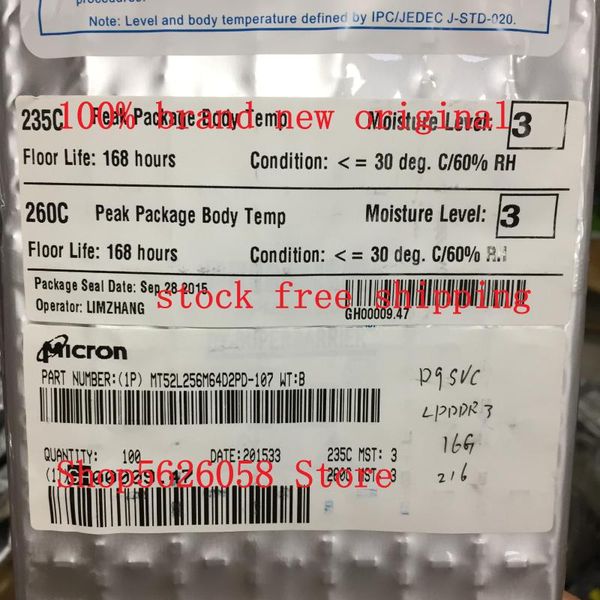 procedures.
Note: Level and body temperature defined by IPC/JEDEC J-STD-020.
100% brand new original
235C Peak Package Body Temp Moisture Level: 3
Floor Life: 168 hours Condition: <= 30 deg. C/60% RH
260C Peak Package Body Temp Moisture Level: 3
Floor Life: 168 hours Condition: <= 30 deg. C/60%
Package Seal Date: Sep 28 2015
Operator: LIMZHANG
stock free shipping
GH00009.47
Micron
PART NUMBER:(1P) MT52L256M64D2PD-107 WT:B
D9SVC
LPDDR3
16G
216
QUANTITY: 100 DATE:201533 235C MST: 3
260C MST: 3
Shop5626058 Store